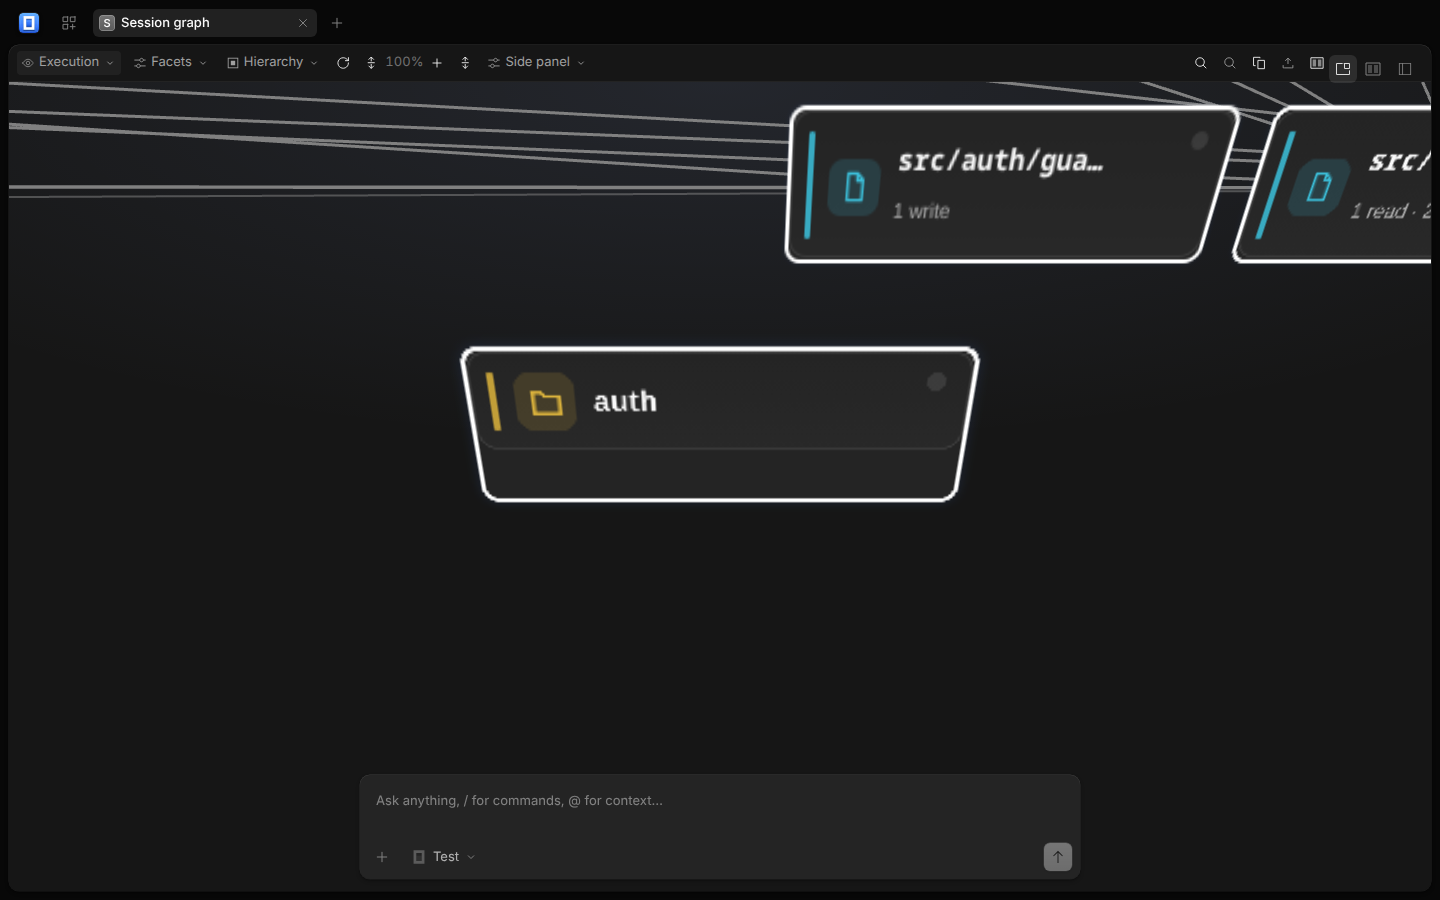 S Session graph
Execution Facets Hierarchy 100% Side panel
src/auth/gua…
1 write
src/
1 read · 2
auth
Ask anything, / for commands, @ for context...
Test